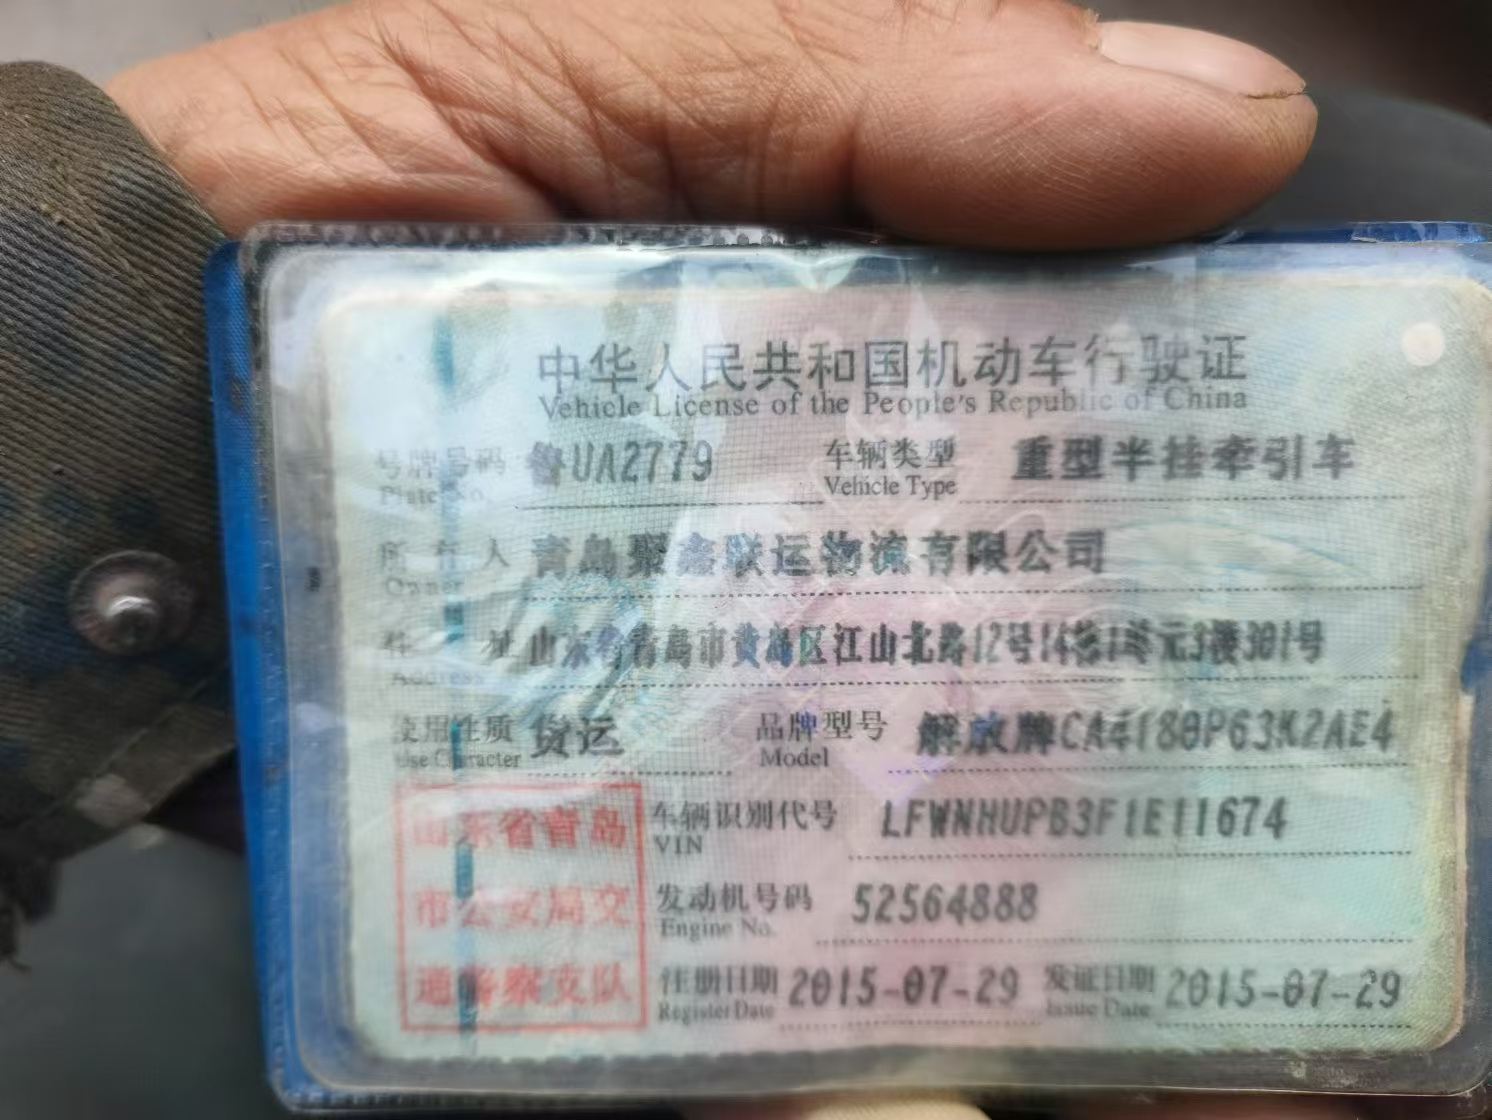 中华人民共和国机动车行驶证
Vehicle License of the People's Republic of China
号牌号码 鲁UA2779 车辆类型 重型半挂牵引车
Plate No. Vehicle Type
所有人 青岛聚鑫联运物流有限公司
Owner
住址 山东省青岛市黄岛区江山北路12号14栋1单元3楼301号
Address
使用性质 货运 品牌型号 解放牌CA4180P63K2AE4
Use Character Model
山东省青岛 车辆识别代号 LFWNHUPB3F1E11674
VIN
市公安局交 发动机号码 52564888
Engine No.
通警察支队 注册日期 2015-07-29 发证日期 2015-07-29
Register Date Issue Date